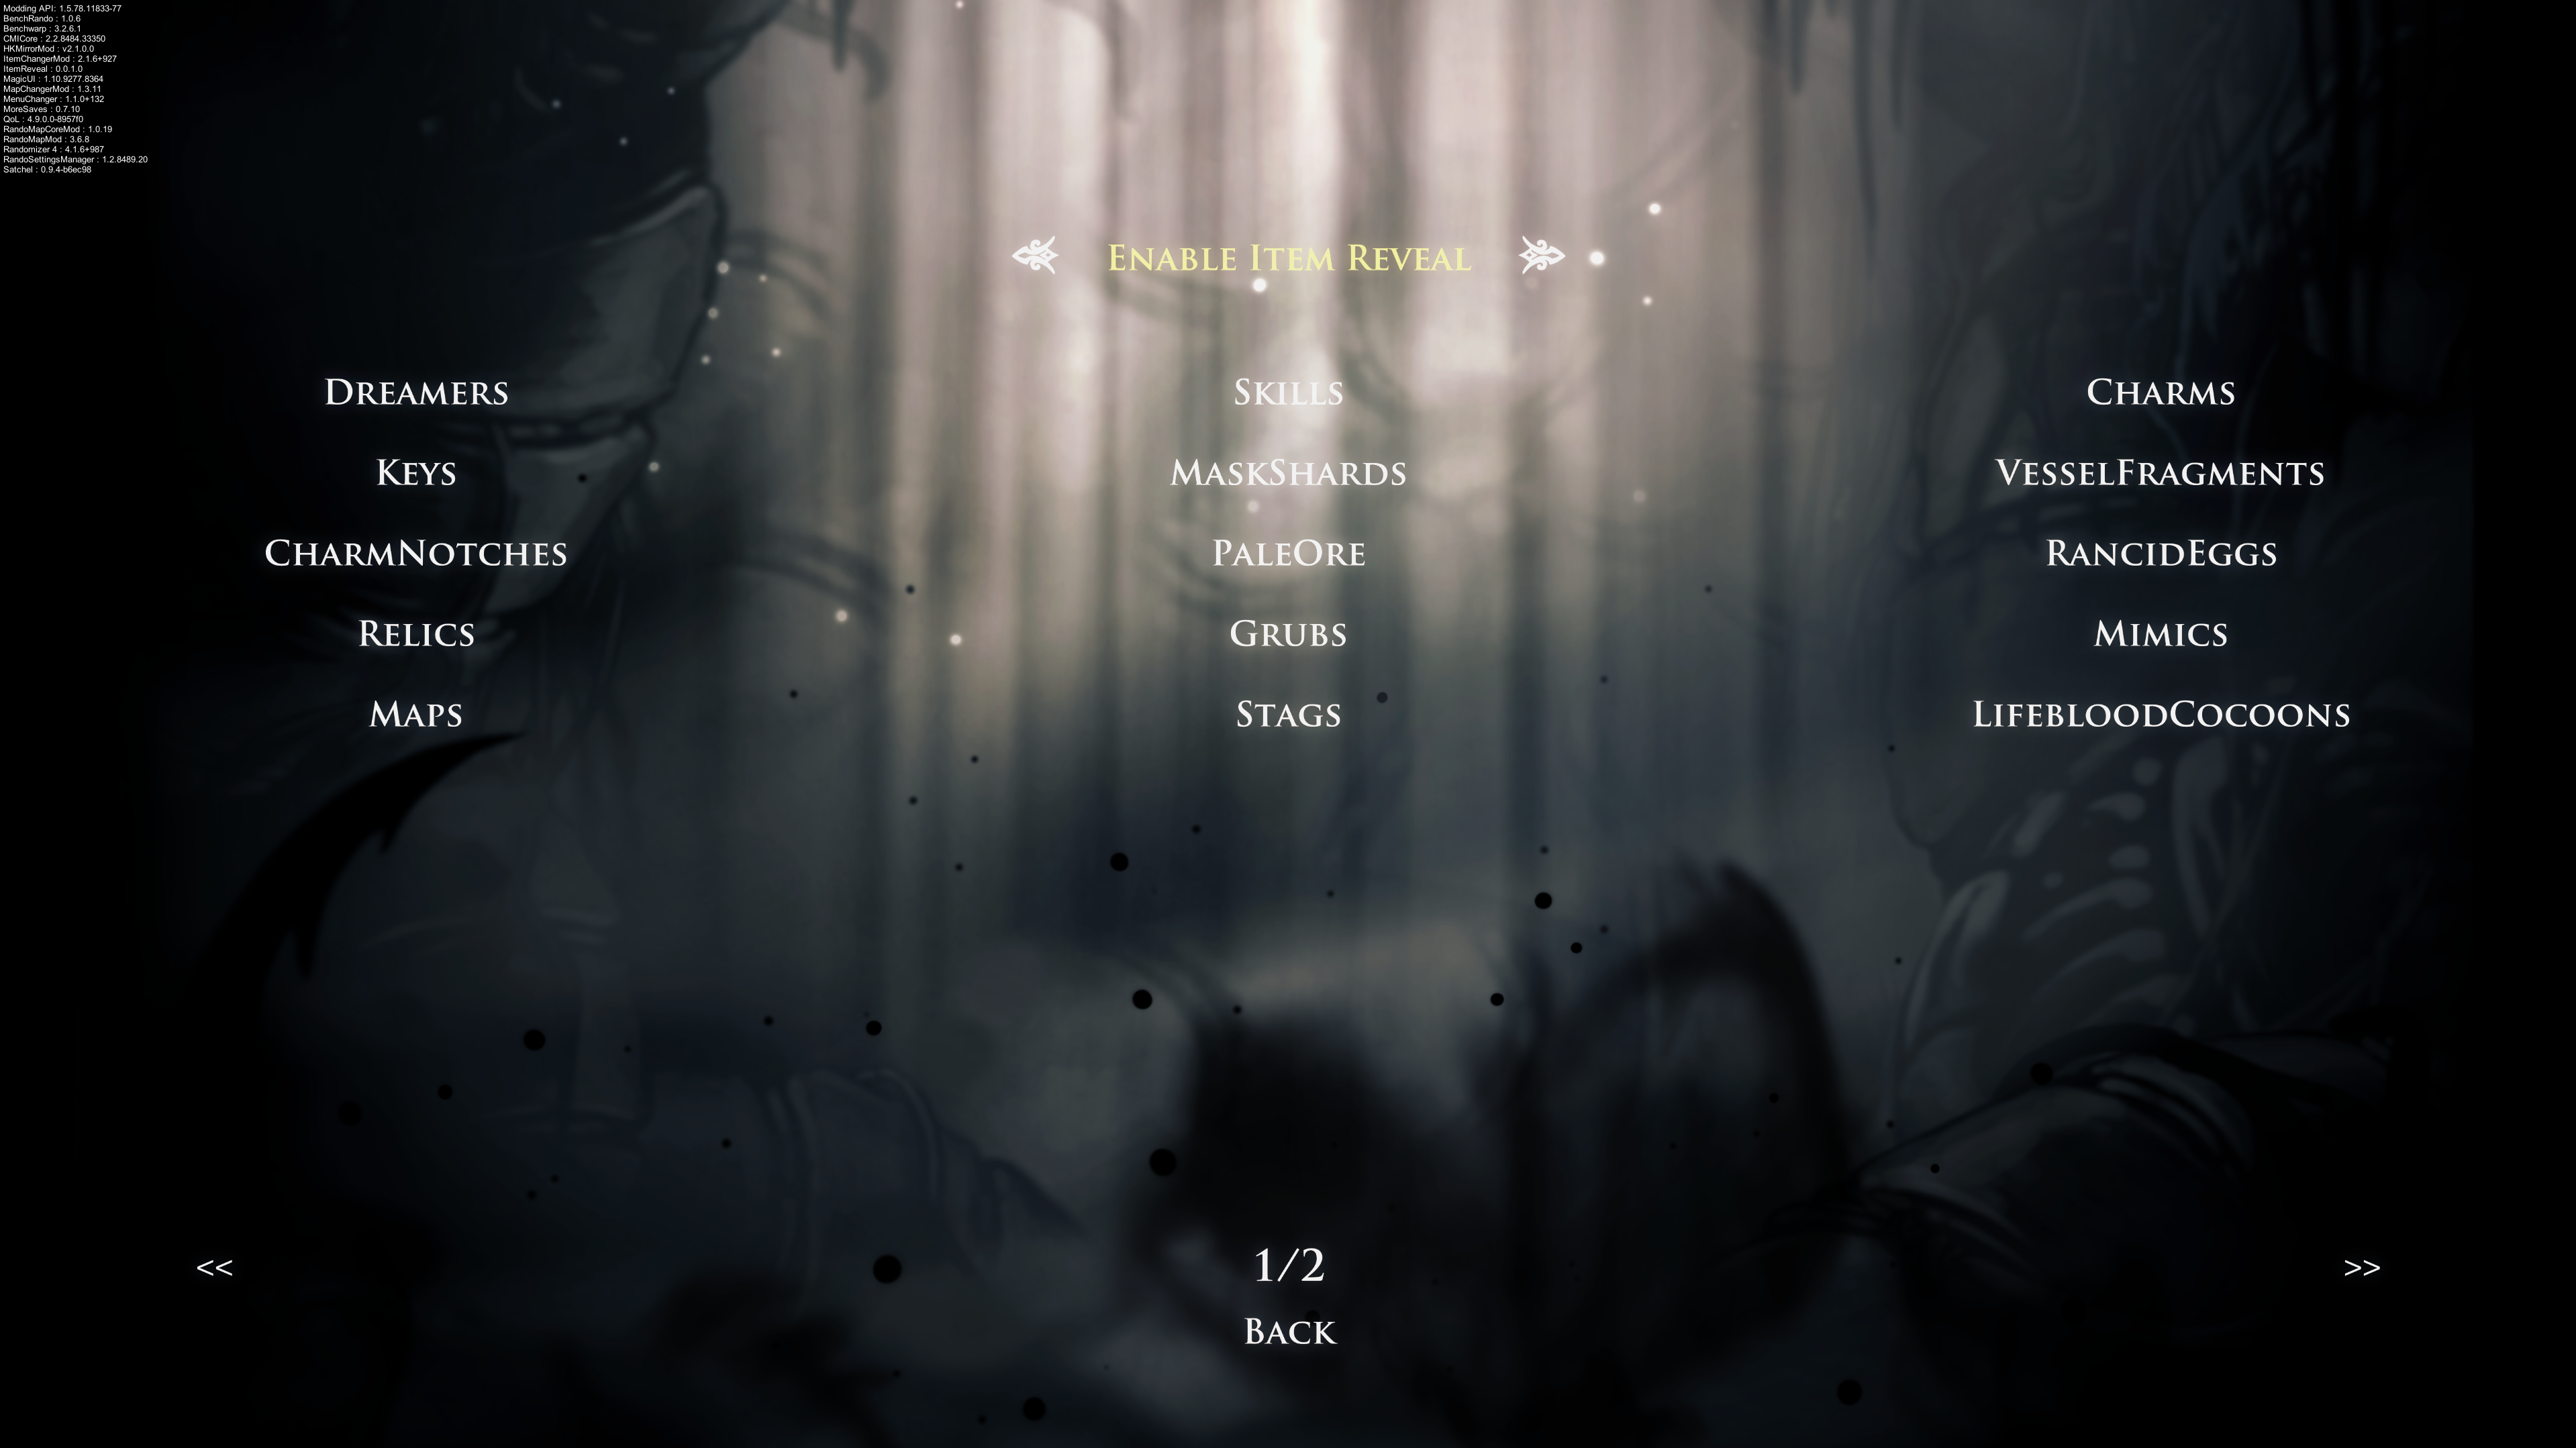 Modding API: 1.5.78.11833-77
BenchRando : 1.0.6
Benchwarp : 3.2.6.1
CMICore : 2.2.8484.33350
HKMirrorMod : v2.1.0.0
ItemChangerMod : 2.1.6+927
ItemReveal : 0.0.1.0
MagicUI : 1.10.9277.8364
MapChangerMod : 1.3.11
MenuChanger : 1.1.0+132
MoreSaves : 0.7.10
QoL : 4.9.0.0-8957f0
RandoMapCoreMod : 1.0.19
RandoMapMod : 3.6.8
Randomizer 4 : 4.1.6+987
RandoSettingsManager : 1.2.8489.20
Satchel : 0.9.4-b6ec98
Enable Item Reveal
Dreamers Skills Charms
Keys MaskShards VesselFragments
CharmNotches PaleOre RancidEggs
Relics Grubs Mimics
Maps Stags LifebloodCocoons
<< 1/2 >>
Back